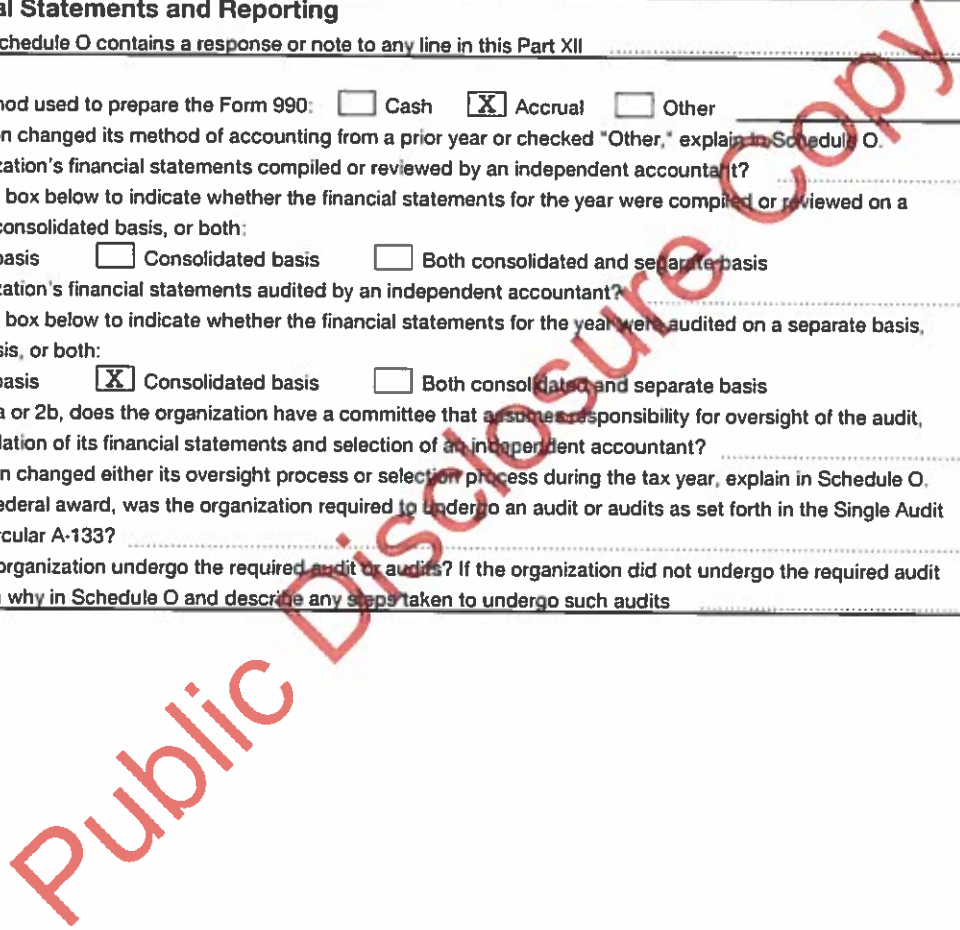 al Statements and Reporting
chedule O contains a response or note to any line in this Part XII
nod used to prepare the Form 990: Cash X Accrual Other
n changed its method of accounting from a prior year or checked "Other," explain in Schedule O.
zation's financial statements compiled or reviewed by an independent accountant?
box below to indicate whether the financial statements for the year were compiled or reviewed on a
consolidated basis, or both:
basis Consolidated basis Both consolidated and separate basis
zation's financial statements audited by an independent accountant?
box below to indicate whether the financial statements for the year were audited on a separate basis,
sis, or both:
basis X Consolidated basis Both consolidated and separate basis
a or 2b, does the organization have a committee that assumes responsibility for oversight of the audit,
lation of its financial statements and selection of an independent accountant?
n changed either its oversight process or selection process during the tax year, explain in Schedule O.
ederal award, was the organization required to undergo an audit or audits as set forth in the Single Audit
rcular A-133?
organization undergo the required audit or audits? If the organization did not undergo the required audit
why in Schedule O and describe any steps taken to undergo such audits
Public Disclosure Copy